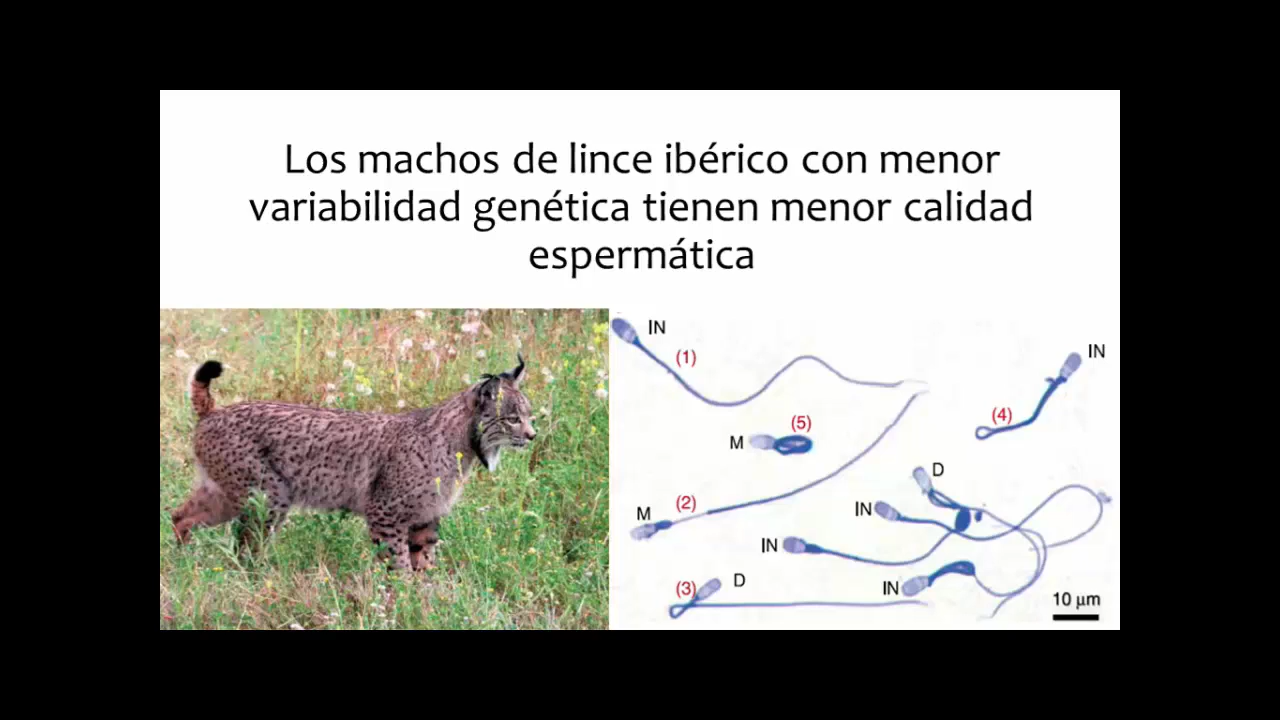 Los machos de lince ibérico con menor
variabilidad genética tienen menor calidad
espermática
IN
(1)
IN
(5)
M
(4)
D
M
(2)
IN
IN
D
(3)
IN
10 µm